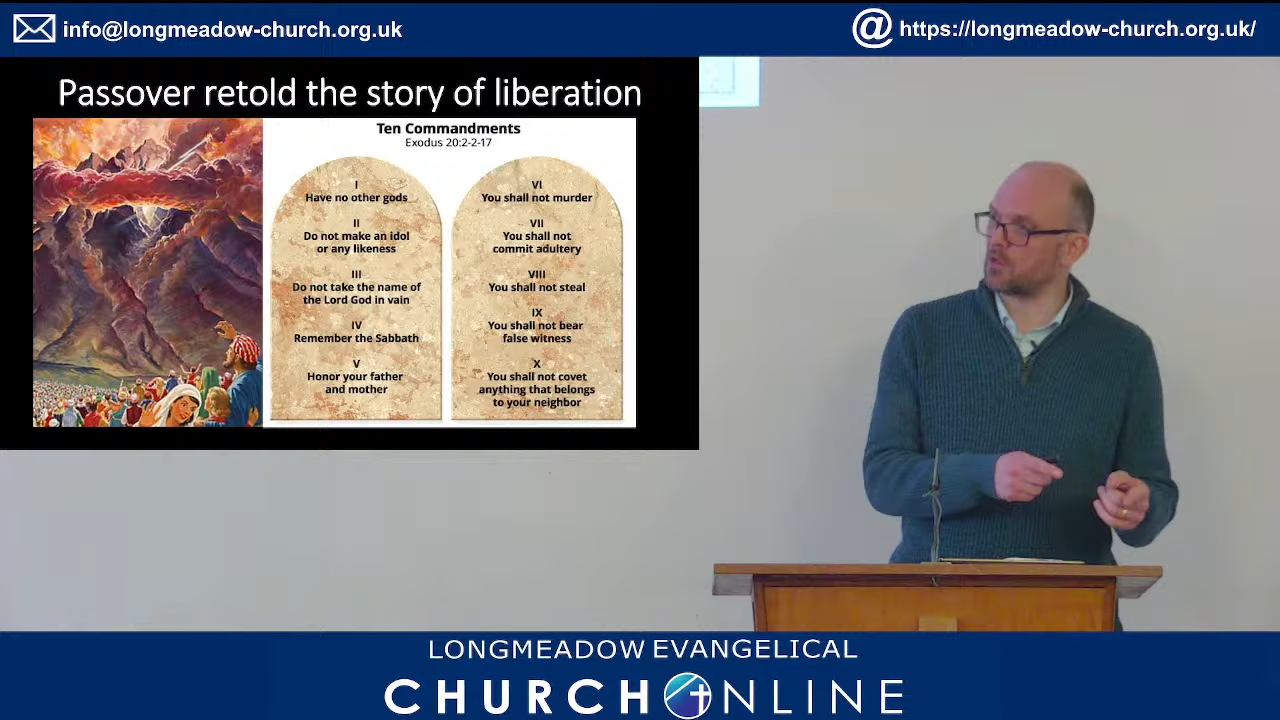 info@longmeadow-church.org.uk
https://longmeadow-church.org.uk/
Passover retold the story of liberation
Ten Commandments
Exodus 20:2-2-17
I
Have no other gods
II
Do not make an idol
or any likeness
III
Do not take the name of
the Lord God in vain
IV
Remember the Sabbath
V
Honor your father
and mother
VI
You shall not murder
VII
You shall not
commit adultery
VIII
You shall not steal
IX
You shall not bear
false witness
X
You shall not covet
anything that belongs
to your neighbor
LONGMEADOW EVANGELICAL
CHURCH ONLINE